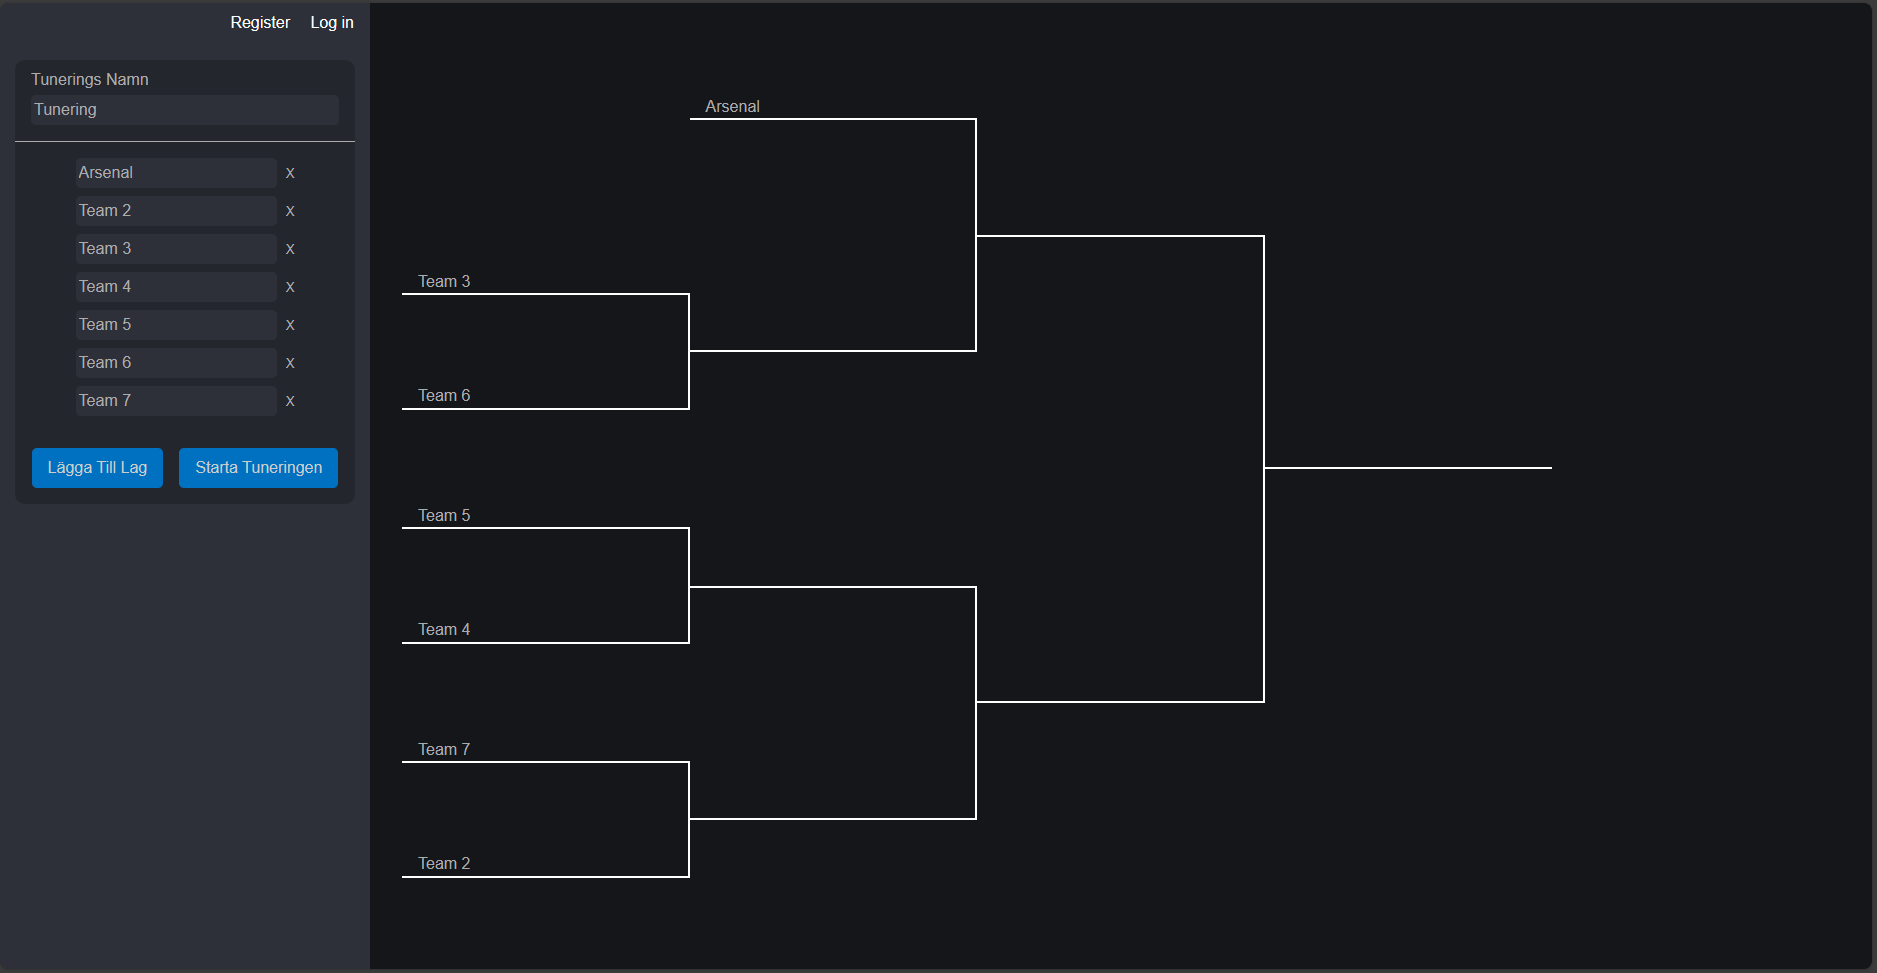 Register Log in
Tunerings Namn
Tunering
Arsenal X
Team 2 X
Team 3 X
Team 4 X
Team 5 X
Team 6 X
Team 7 X
Lägga Till Lag Starta Tuneringen
Arsenal
Team 3
Team 6
Team 5
Team 4
Team 7
Team 2